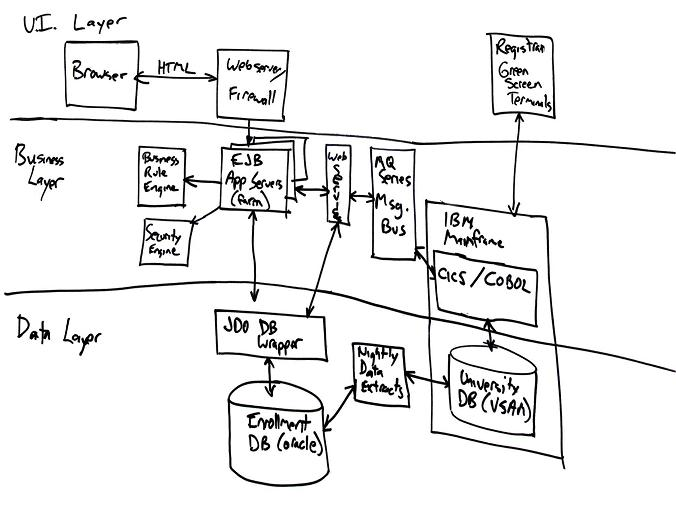 UI. Layer
Browser
HTML
Webserver/
Firewall
Registrar
Green
Screen
Terminals
Business
Layer
Business
Rule
Engine
Security
Engine
EJB
App Servers
(farm)
Web
MQ
Series
Msg.
Bus
IBM
Mainframe
CICS/COBOL
Data Layer
JDO DB
Wrapper
Enrollment
DB (oracle)
Nightly
Data
Extracts
University
DB (VSAM)